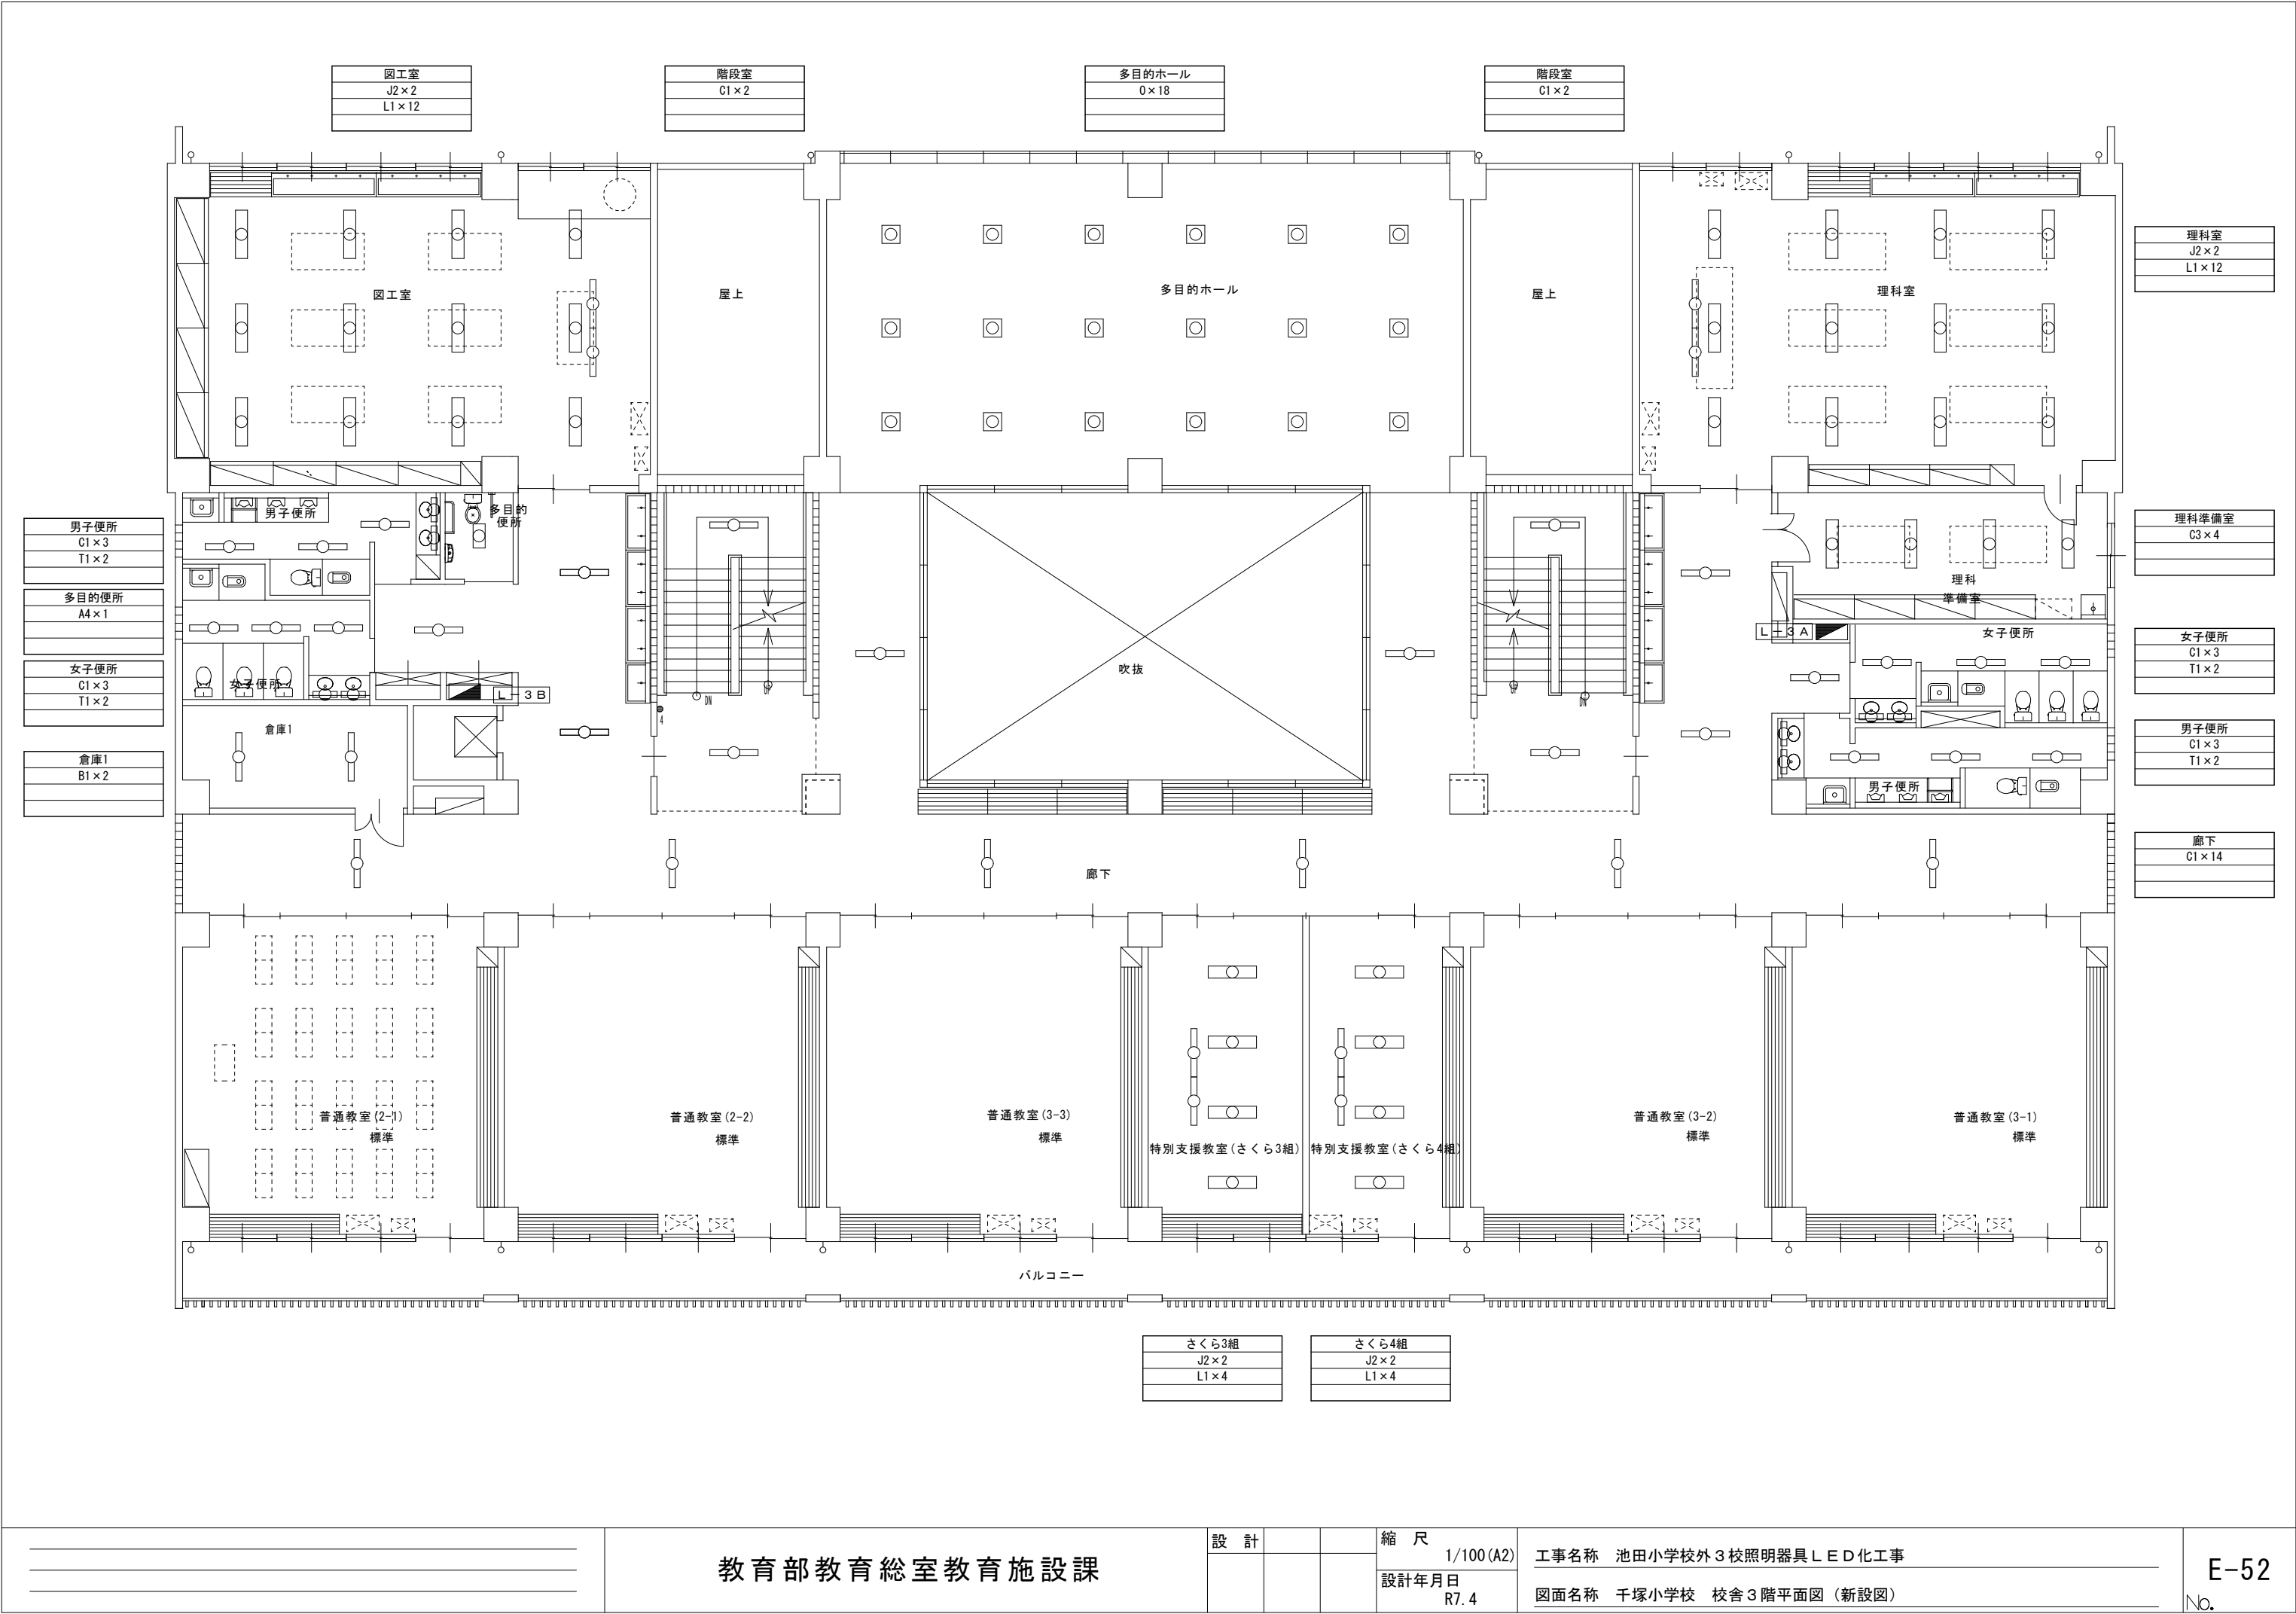 図工室
J2×2
L1×12
階段室
C1×2
多目的ホール
O×18
階段室
C1×2
理科室
J2×2
L1×12
図工室
屋上
多目的ホール
屋上
理科室
男子便所
C1×3
T1×2
多目的便所
A4×1
女子便所
C1×3
T1×2
倉庫1
B1×2
男子便所
多目的
便所
女子便所
L-3B
倉庫1
DN
UP
4
吹抜
UP
DN
L-3A
理科
準備室
女子便所
男子便所
理科準備室
C3×4
女子便所
C1×3
T1×2
男子便所
C1×3
T1×2
廊下
C1×14
廊下
普通教室(2-1)
標準
普通教室(2-2)
標準
普通教室(3-3)
標準
特別支援教室(さくら3組)
特別支援教室(さくら4組)
普通教室(3-2)
標準
普通教室(3-1)
標準
バルコニー
さくら3組
J2×2
L1×4
さくら4組
J2×2
L1×4
教育部教育総室教育施設課
設 計
縮 尺
1/100(A2)
設計年月日
R7.4
工事名称 池田小学校外3校照明器具LED化工事
図面名称 千塚小学校 校舎3階平面図(新設図)
E-52
No.